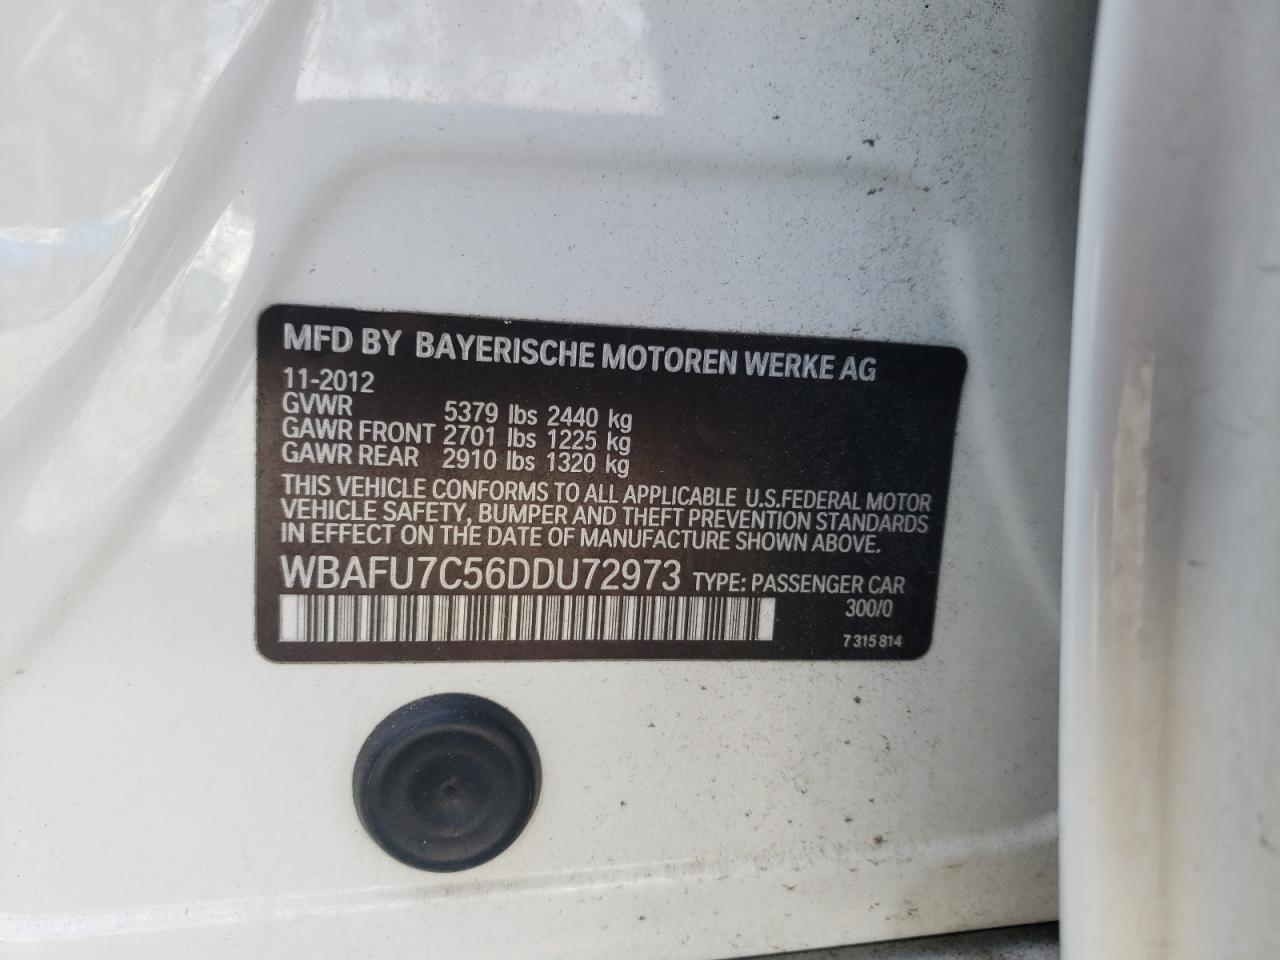 MFD BY BAYERISCHE MOTOREN WERKE AG
11-2012
GVWR 5379 lbs 2440 kg
GAWR FRONT 2701 lbs 1225 kg
GAWR REAR 2910 lbs 1320 kg
THIS VEHICLE CONFORMS TO ALL APPLICABLE U.S.FEDERAL MOTOR
VEHICLE SAFETY, BUMPER AND THEFT PREVENTION STANDARDS
IN EFFECT ON THE DATE OF MANUFACTURE SHOWN ABOVE.
WBAFU7C56DDU72973 TYPE: PASSENGER CAR
300/0
7 315 814